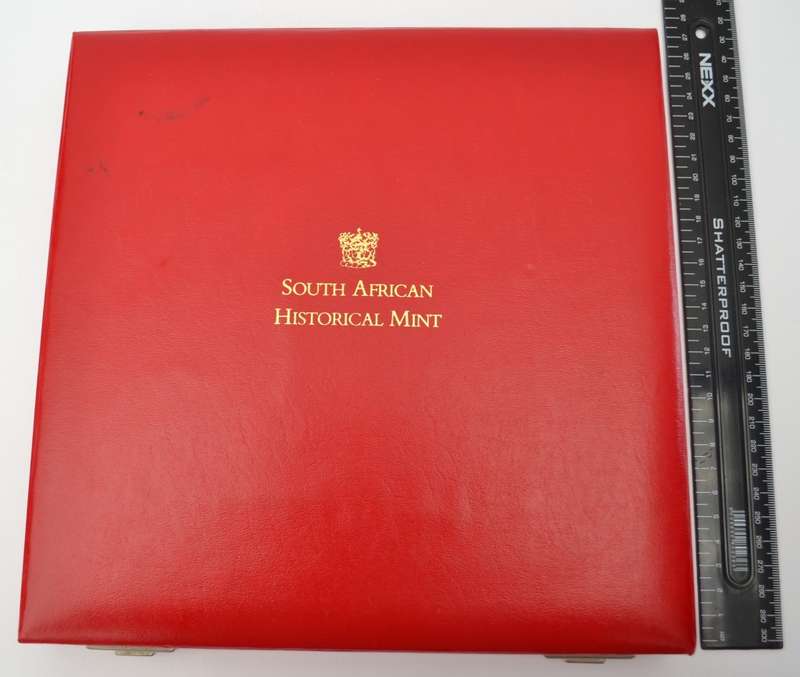 SOUTH AFRICAN
HISTORICAL MINT
NEXX
SHATTERPROOF